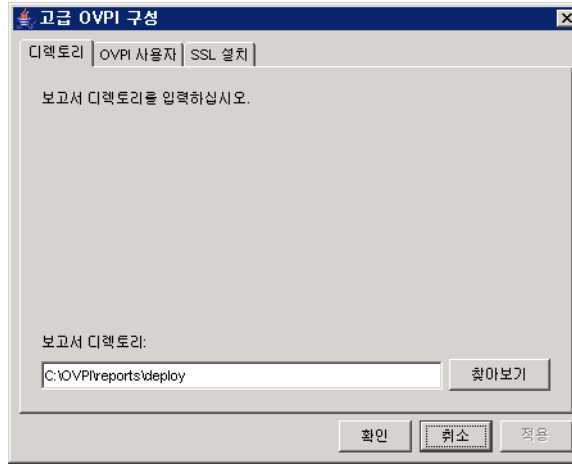 고급 OVPI 구성
디렉토리 OVPI 사용자 SSL 설치
보고서 디렉토리를 입력하십시오.
보고서 디렉토리:
C:\OVPI\reports\deploy 찾아보기
확인 취소 적용